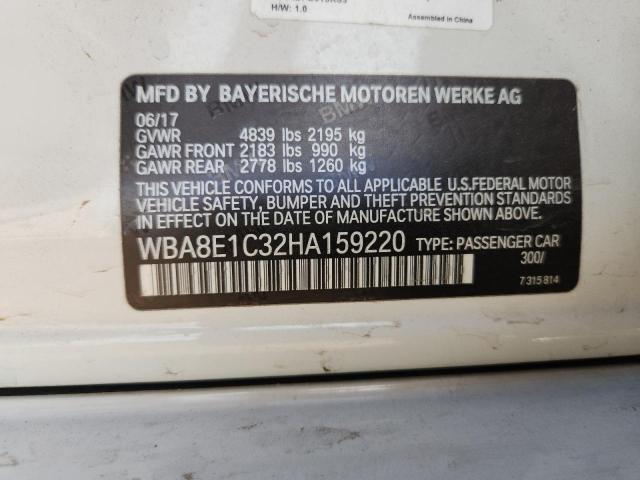 H/W: 1.0
Assembled in China
MFD BY BAYERISCHE MOTOREN WERKE AG
06/17
GVWR 4839 lbs 2195 kg
GAWR FRONT 2183 lbs 990 kg
GAWR REAR 2778 lbs 1260 kg
THIS VEHICLE CONFORMS TO ALL APPLICABLE U.S.FEDERAL MOTOR
VEHICLE SAFETY, BUMPER AND THEFT PREVENTION STANDARDS
IN EFFECT ON THE DATE OF MANUFACTURE SHOWN ABOVE.
WBA8E1C32HA159220 TYPE: PASSENGER CAR
300/
7315814